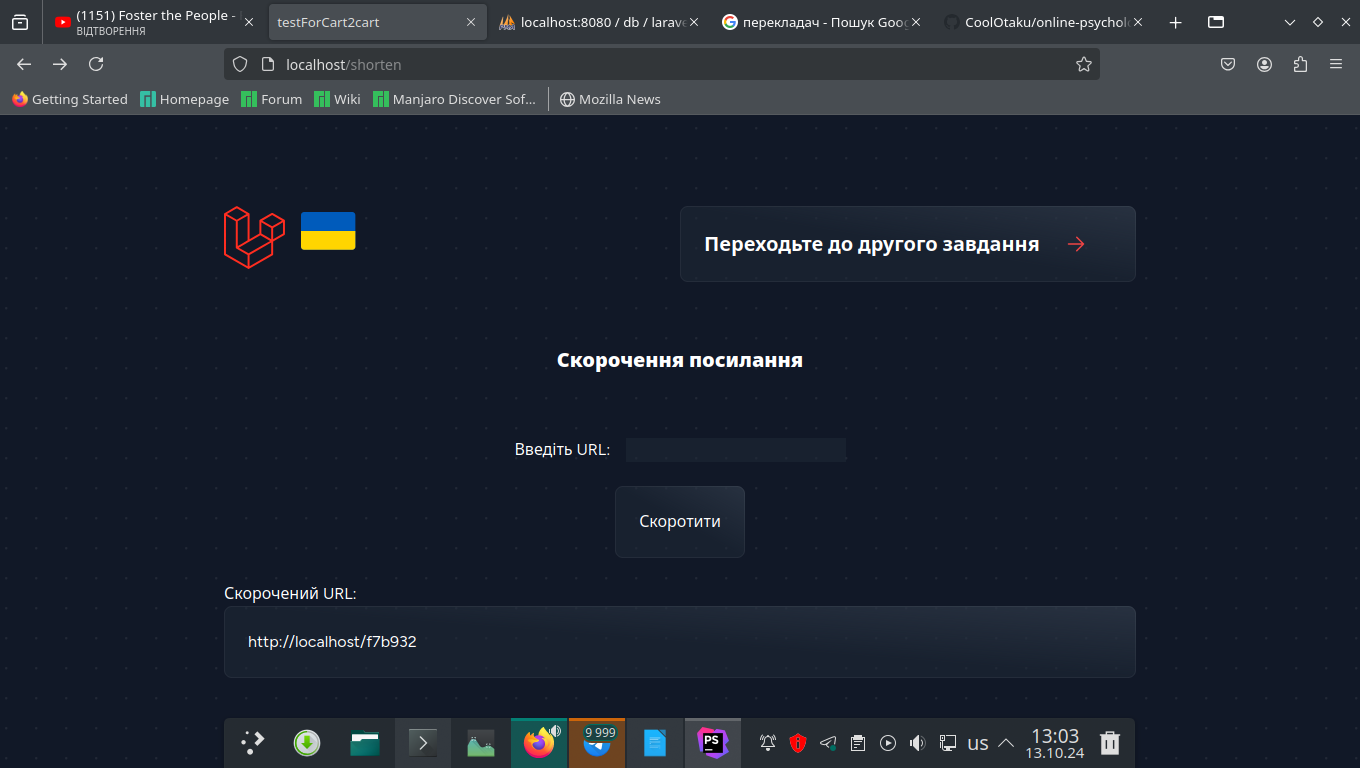 (1151) Foster the People -
ВІДТВОРЕННЯ
testForCart2cart
localhost:8080 / db / larave
перекладач - Пошук Goog
CoolOtaku/online-psychol
localhost/shorten
Getting Started
Homepage
Forum
Wiki
Manjaro Discover Sof...
Mozilla News
Переходьте до другого завдання
Скорочення посилання
Введіть URL:
Скоротити
Скорочений URL:
http://localhost/f7b932
9 999
PS
us
13:03
13.10.24